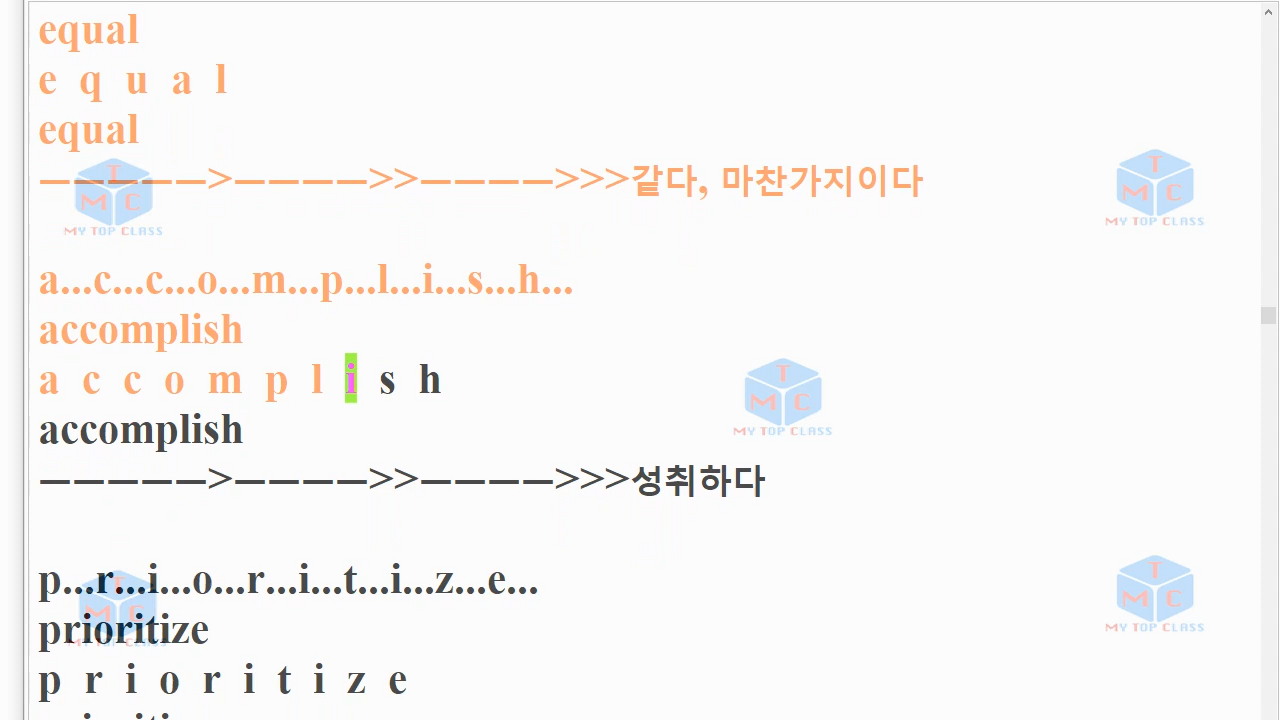 equal
e q u a l
equal
—————>————>>————>>>같다, 마찬가지이다
a...c...c...o...m...p...l...i...s...h...
accomplish
a c c o m p l i s h
accomplish
—————>————>>————>>>성취하다
p...r...i...o...r...i...t...i...z...e...
prioritize
p r i o r i t i z e
T M C
MY TOP CLASS
T M C
MY TOP CLASS
T M C
MY TOP CLASS
T M C
T M C
MY TOP CLASS